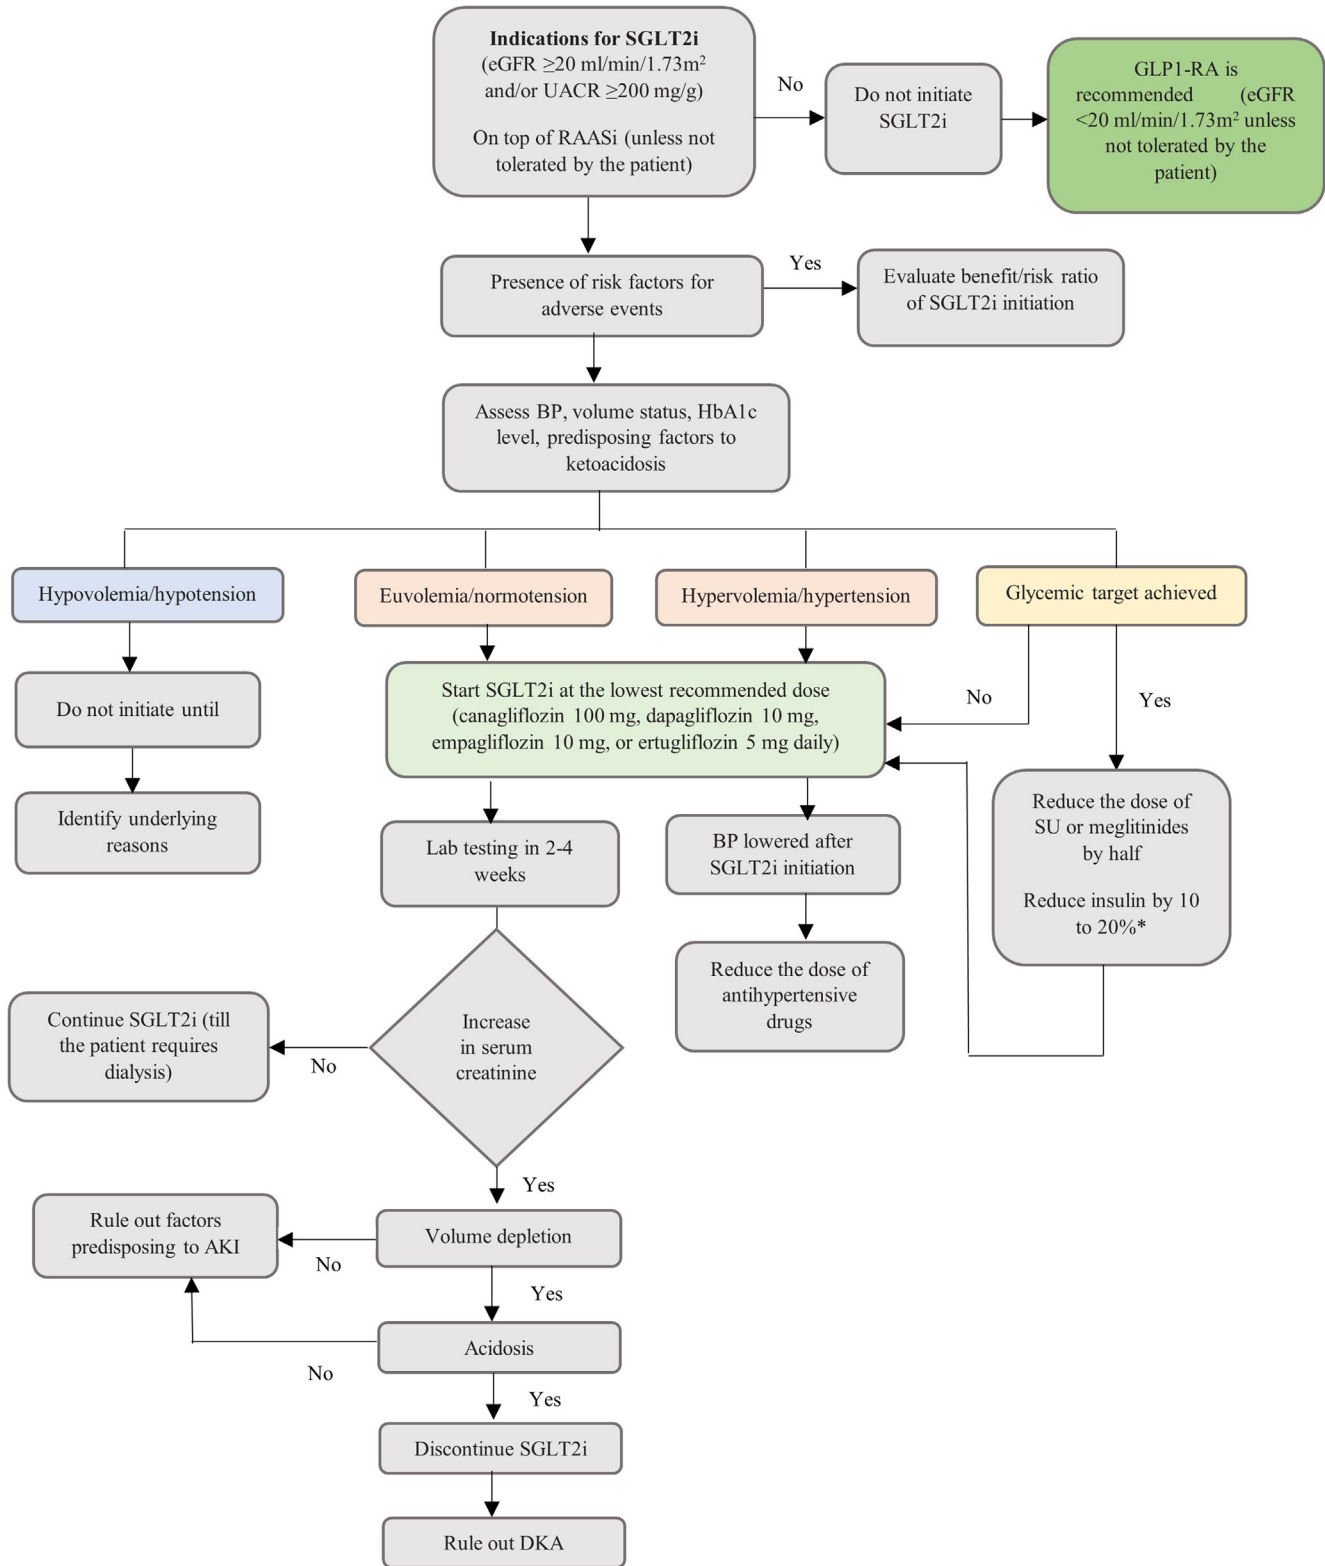 Indications for SGLT2i
(eGFR ≥20 ml/min/1.73m²
and/or UACR ≥200 mg/g)
On top of RAASi (unless not
tolerated by the patient)
No
Do not initiate
SGLT2i
GLP1-RA is
recommended (eGFR
<20 ml/min/1.73m² unless
not tolerated by the
patient)
Presence of risk factors for
adverse events
Yes
Evaluate benefit/risk ratio
of SGLT2i initiation
Assess BP, volume status, HbA1c
level, predisposing factors to
ketoacidosis
Hypovolemia/hypotension
Euvolemia/normotension
Hypervolemia/hypertension
Glycemic target achieved
Do not initiate until
Identify underlying
reasons
Start SGLT2i at the lowest recommended dose
(canagliflozin 100 mg, dapagliflozin 10 mg,
empagliflozin 10 mg, or ertugliflozin 5 mg daily)
No
Yes
Reduce the dose of
SU or meglitinides
by half
Reduce insulin by 10
to 20%*
Lab testing in 2-4
weeks
BP lowered after
SGLT2i initiation
Reduce the dose of
antihypertensive
drugs
Increase
in serum
creatinine
No
Continue SGLT2i (till
the patient requires
dialysis)
Yes
Volume depletion
No
Rule out factors
predisposing to AKI
Yes
Acidosis
No
Yes
Discontinue SGLT2i
Rule out DKA